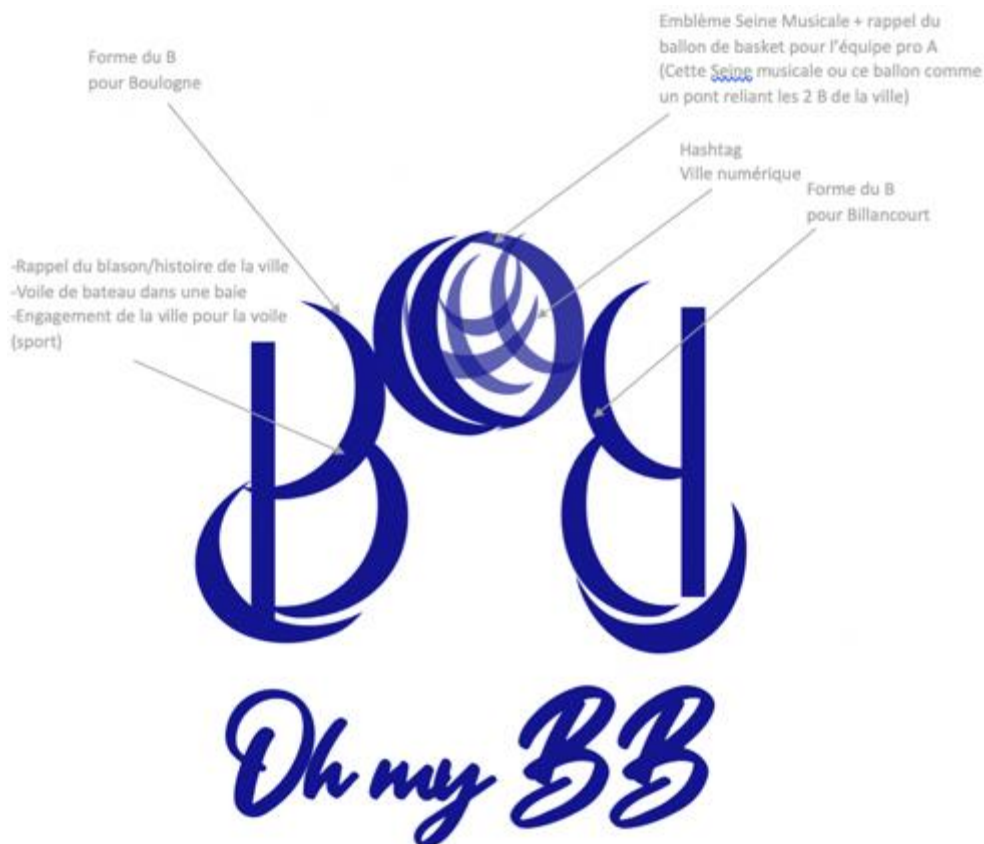 Emblème Seine Musicale + rappel du
ballon de basket pour l'équipe pro A
(Cette Seine musicale ou ce ballon comme
un pont reliant les 2 B de la ville)
Forme du B
pour Boulogne
Hashtag
Ville numérique
Forme du B
pour Billancourt
-Rappel du blason/histoire de la ville
-Voile de bateau dans une baie
-Engagement de la ville pour la voile
(sport)
Oh my BB